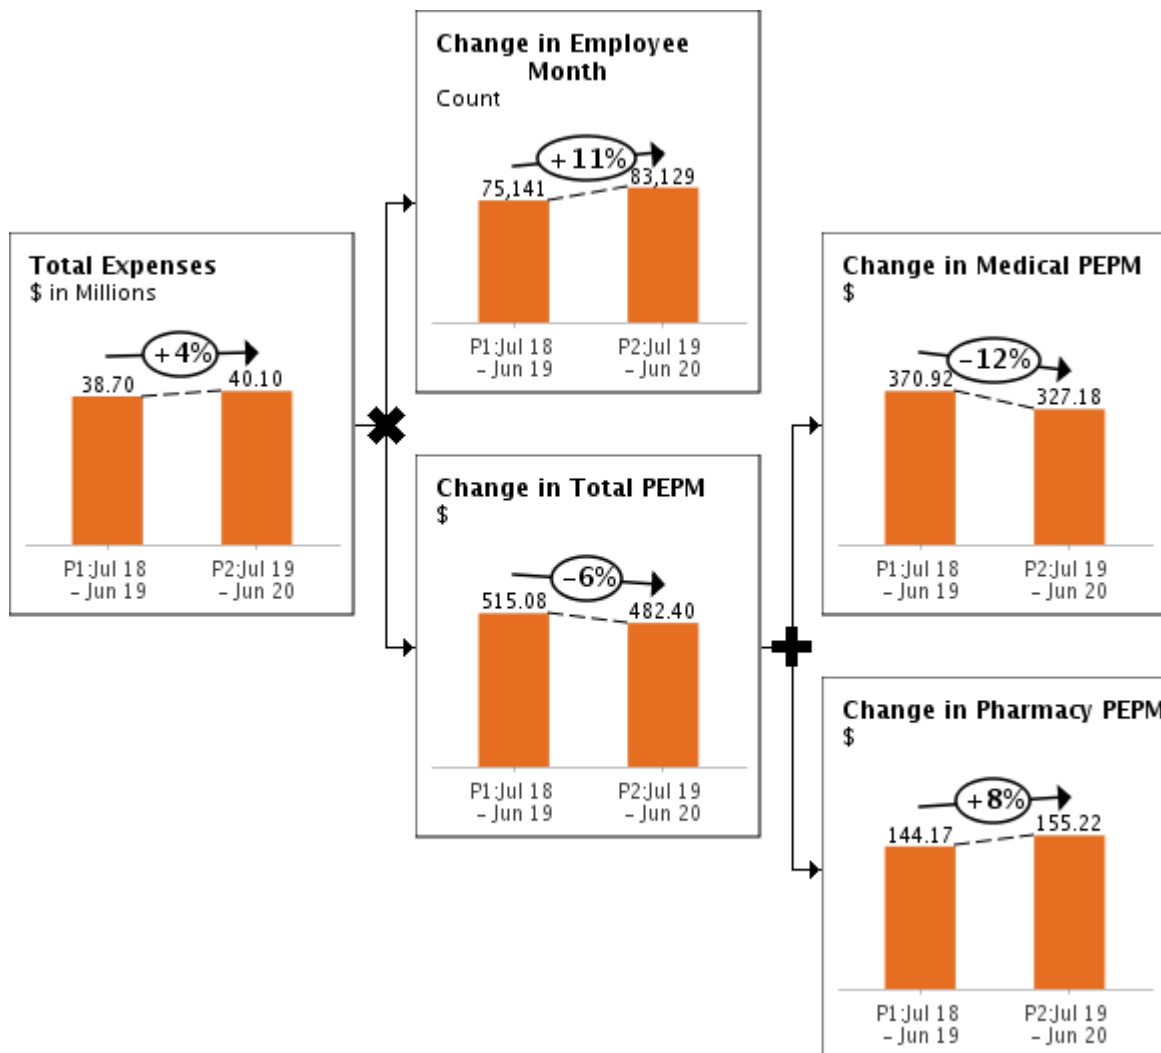 Total Expenses
$ in Millions
+4%
38.70
40.10
P1:Jul 18
– Jun 19
P2:Jul 19
– Jun 20
Change in Employee
Month
Count
+11%
75,141
83,129
P1:Jul 18
– Jun 19
P2:Jul 19
– Jun 20
Change in Total PEPM
$
–6%
515.08
482.40
P1:Jul 18
– Jun 19
P2:Jul 19
– Jun 20
Change in Medical PEPM
$
–12%
370.92
327.18
P1:Jul 18
– Jun 19
P2:Jul 19
– Jun 20
Change in Pharmacy PEPM
$
+8%
144.17
155.22
P1:Jul 18
– Jun 19
P2:Jul 19
– Jun 20